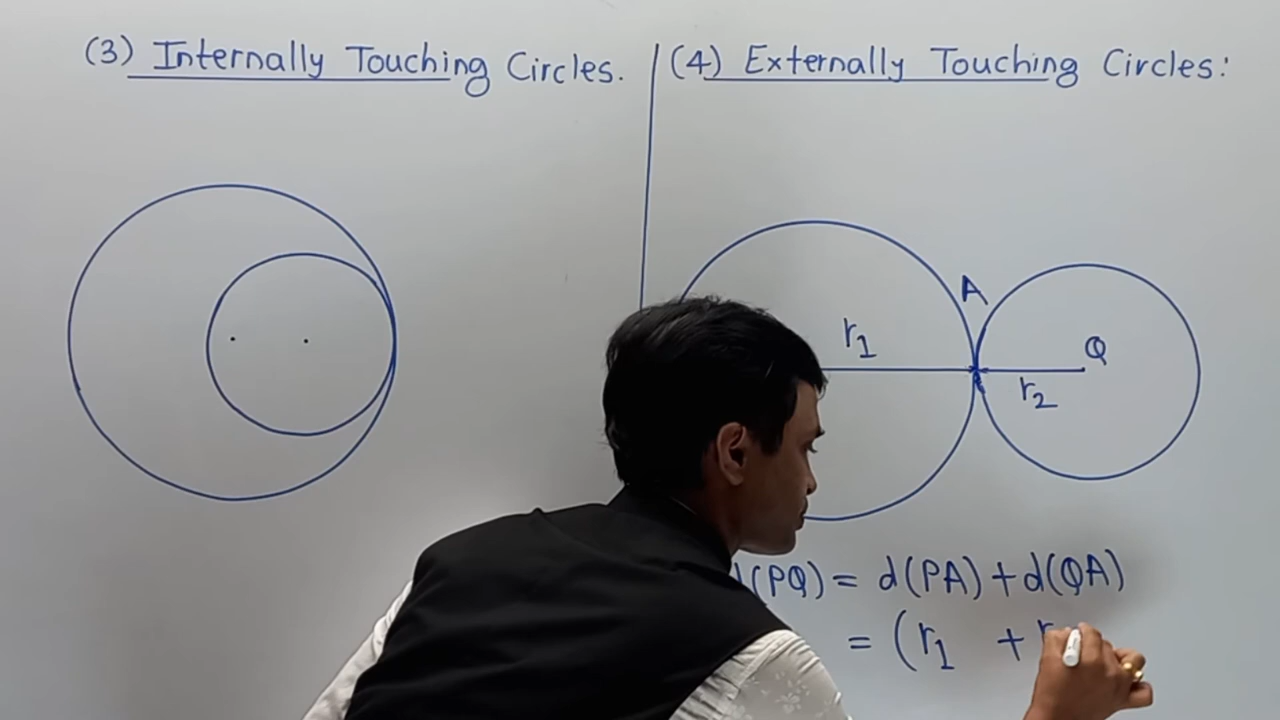 (3) Internally Touching Circles.
(4) Externally Touching Circles:
A
r1
Q
r2
(PQ) = d(PA) + d(QA)
= (r1 + r